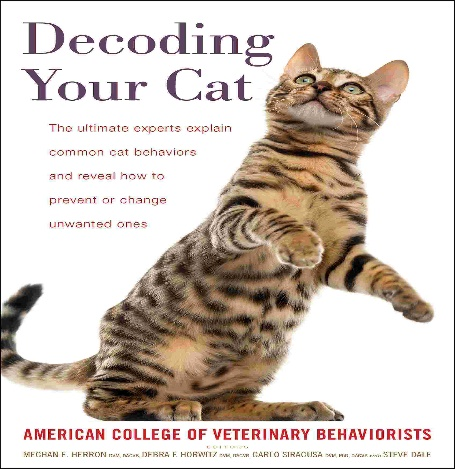 Decoding
Your Cat
The ultimate experts explain
common cat behaviors
and reveal how to
prevent or change
unwanted ones
AMERICAN COLLEGE OF VETERINARY BEHAVIORISTS
EDITORS
MEGHAN E. HERRON DVM, DACVB, DEBRA F. HORWITZ DVM, DACVB, CARLO SIRACUSA DVM, PHD, DACVB, WITH STEVE DALE